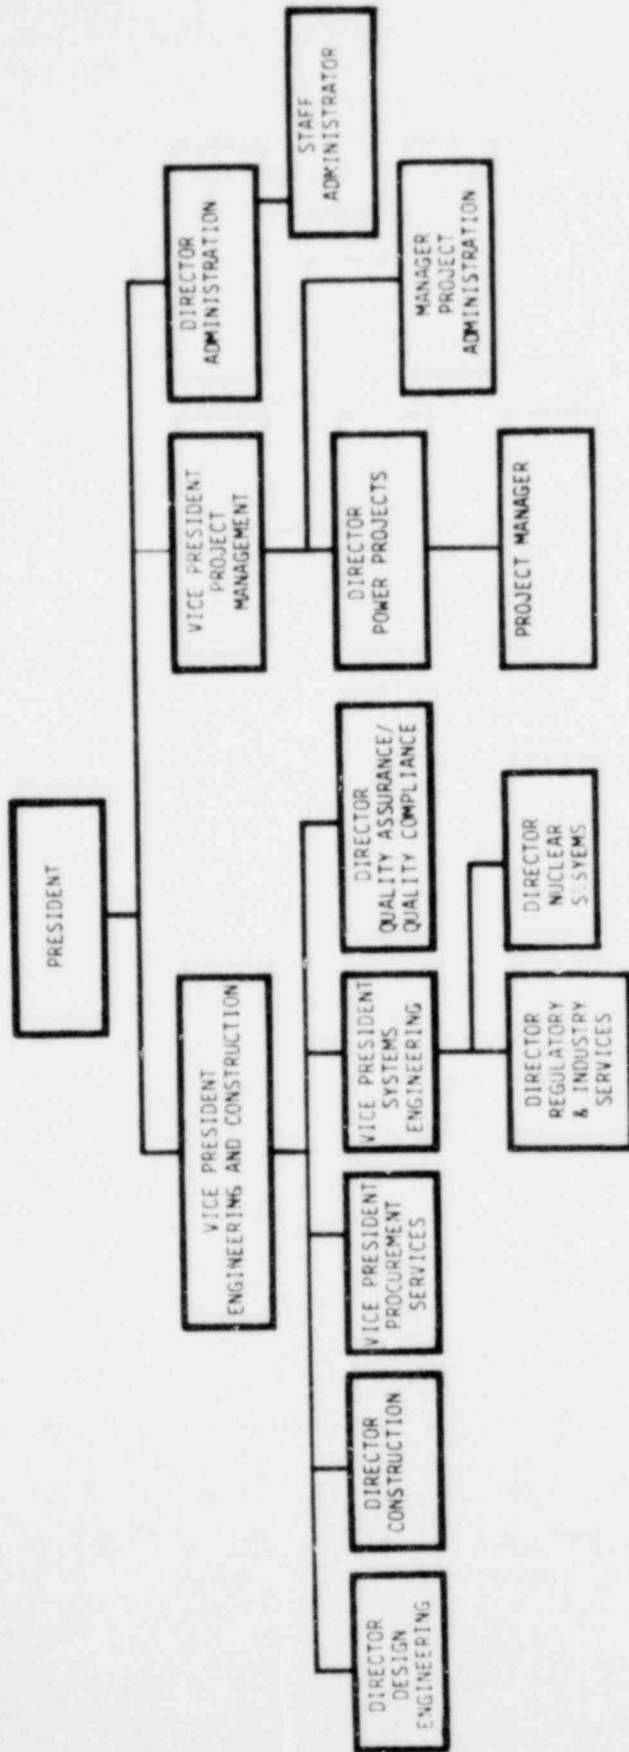 PRESIDENT
VICE PRESIDENT
ENGINEERING AND CONSTRUCTION
VICE PRESIDENT
PROJECT
MANAGEMENT
DIRECTOR
ADMINISTRATION
STAFF
ADMINISTRATOR
DIRECTOR
DESIGN
ENGINEERING
DIRECTOR
CONSTRUCTION
VICE PRESIDENT
PROCUREMENT
SERVICES
VICE PRESIDENT
SYSTEMS
ENGINEERING
DIRECTOR
QUALITY ASSURANCE/
QUALITY COMPLIANCE
DIRECTOR
POWER PROJECTS
MANAGER
PROJECT
ADMINISTRATION
DIRECTOR
REGULATORY
& INDUSTRY
SERVICES
DIRECTOR
NUCLEAR
PROJECT MANAGER